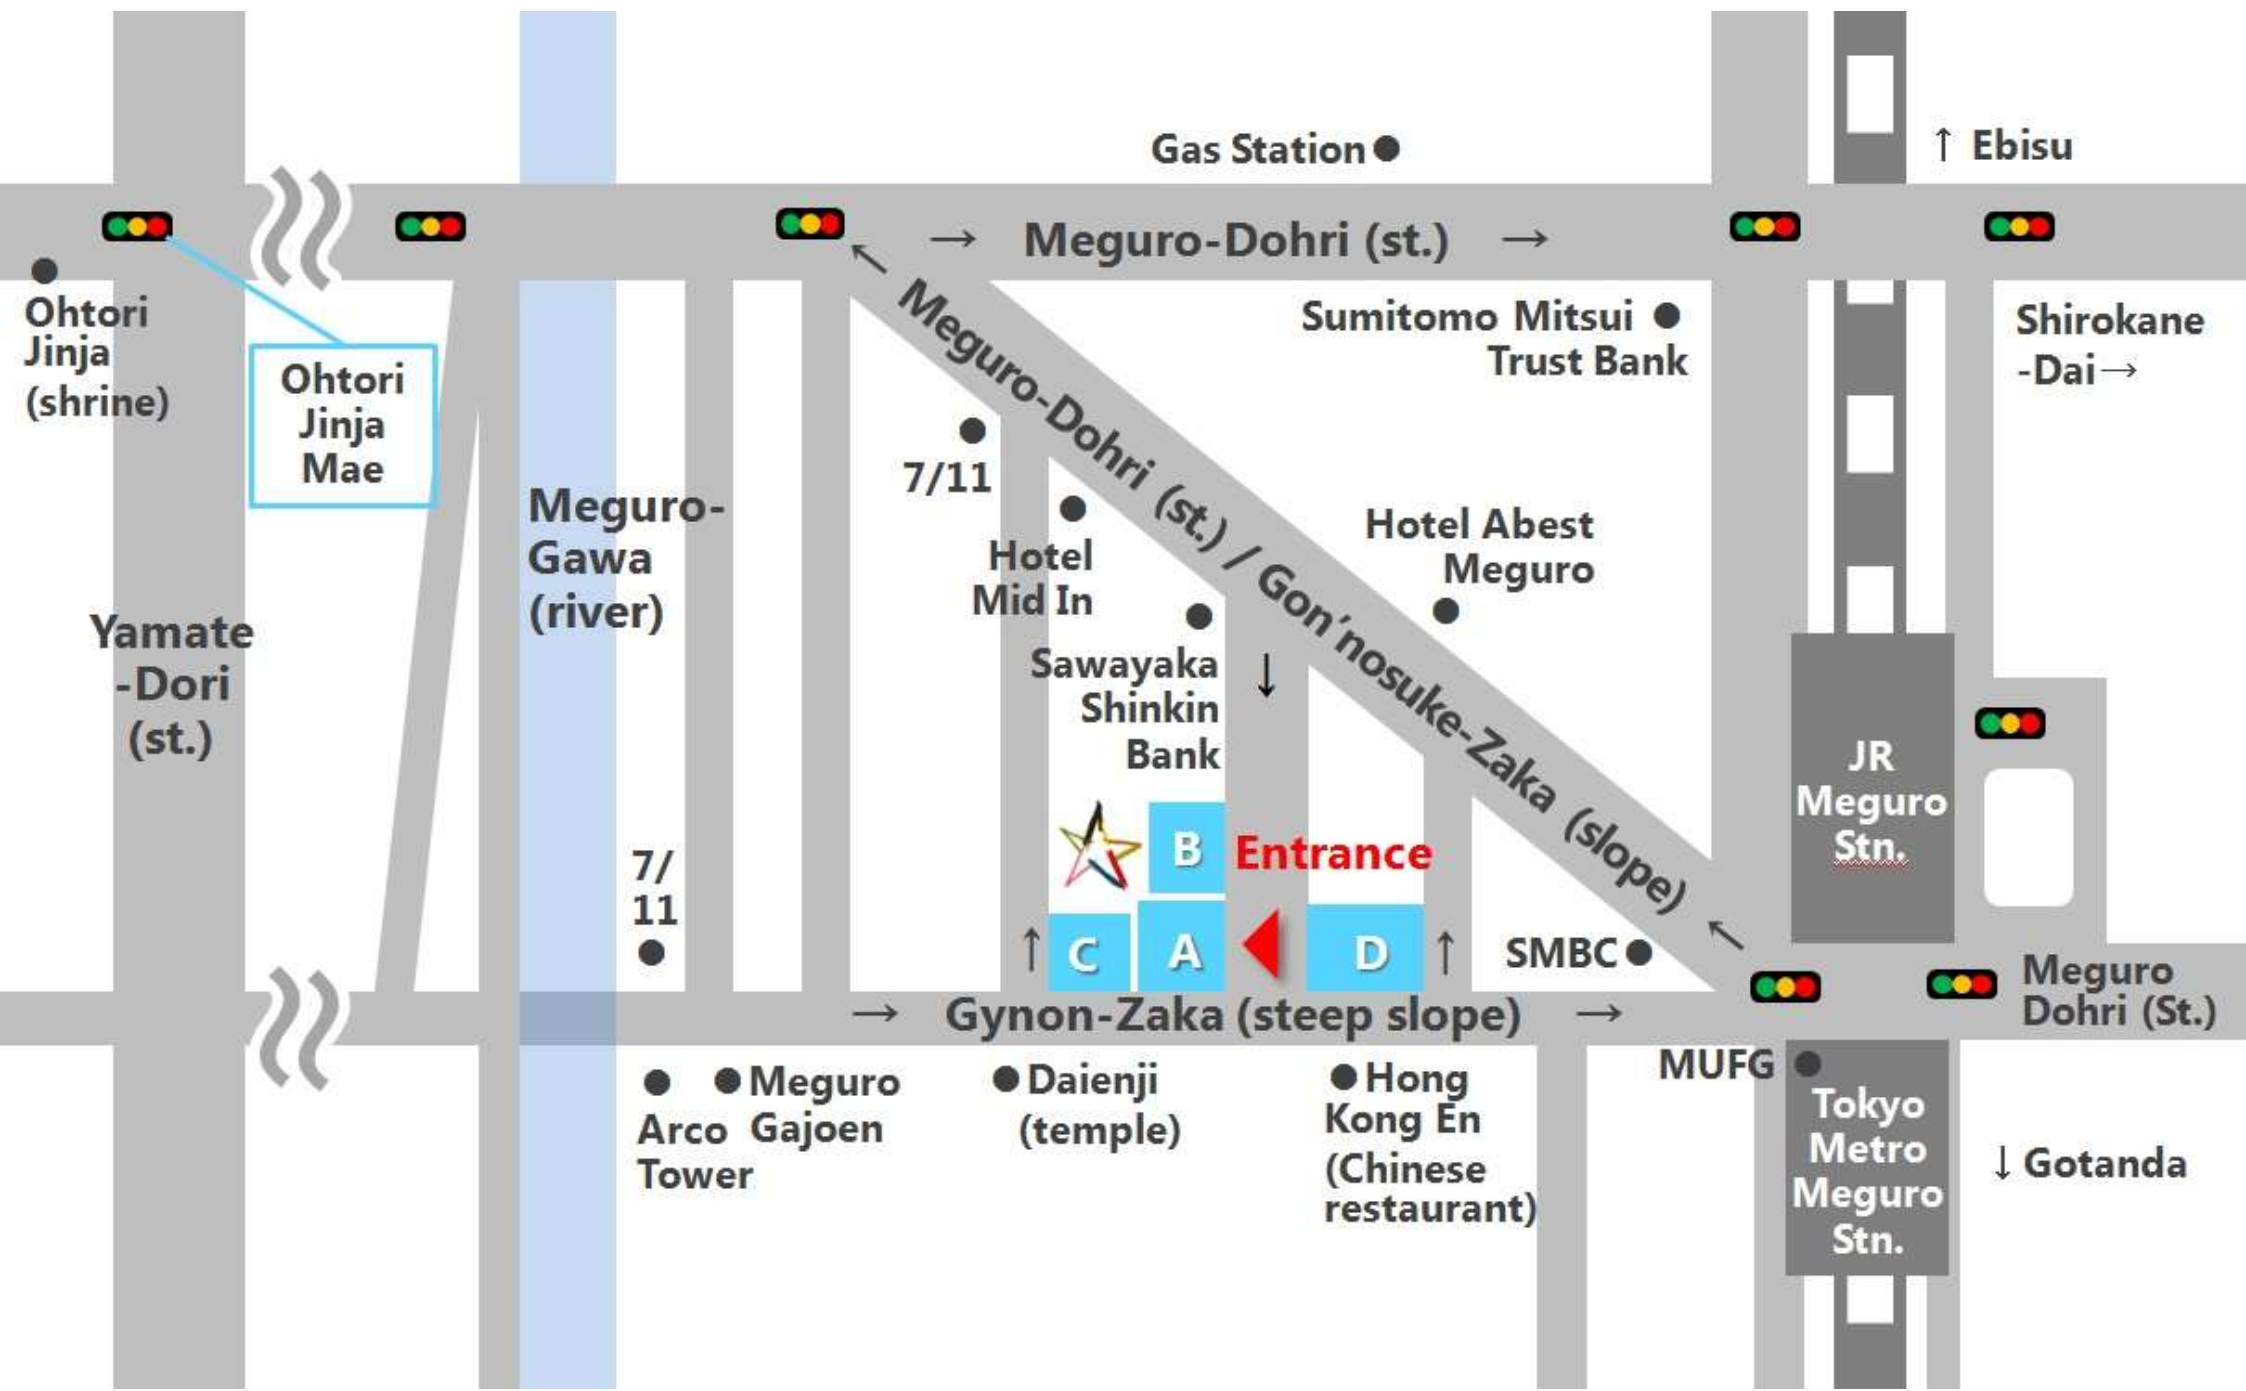 Gas Station
↑ Ebisu
→ Meguro-Dohri (st.) →
Ohtori
Jinja
(shrine)
Ohtori
Jinja
Mae
← Meguro-Dohri (st.) / Gon’nosuke-Zaka (slope) ←
Sumitomo Mitsui
Trust Bank
Shirokane
-Dai→
7/11
Meguro-
Gawa
(river)
Hotel
Mid In
Hotel Abest
Meguro
Yamate
-Dori
(st.)
Sawayaka
Shinkin
Bank
↓
JR
Meguro
Stn.
7/
11
B
Entrance
↑
C
A
D
↑
SMBC
→ Gynon-Zaka (steep slope) →
Meguro
Dohri (St.)
Arco
Tower
Meguro
Gajoen
Daienji
(temple)
Hong
Kong En
(Chinese
restaurant)
MUFG
Tokyo
Metro
Meguro
Stn.
↓ Gotanda